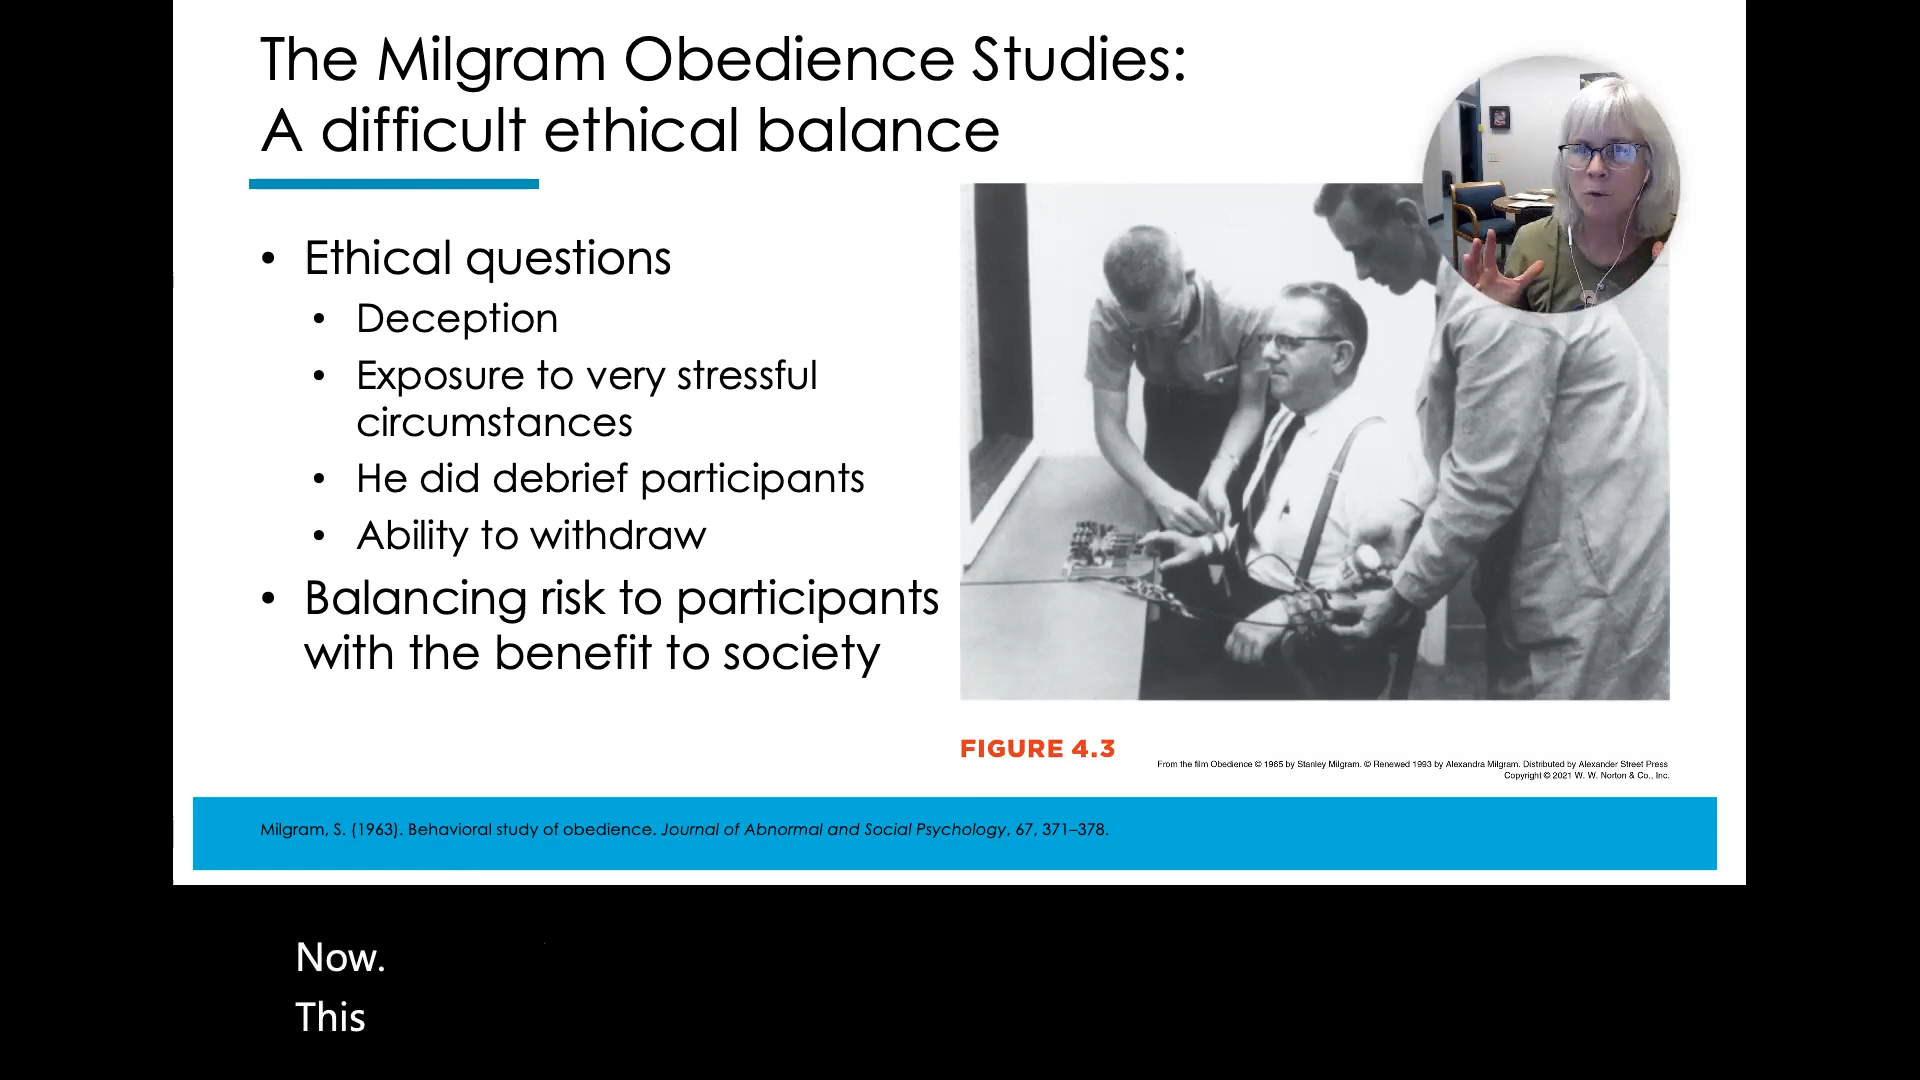 The Milgram Obedience Studies:
A difficult ethical balance
• Ethical questions
• Deception
• Exposure to very stressful
circumstances
• He did debrief participants
• Ability to withdraw
• Balancing risk to participants
with the benefit to society
FIGURE 4.3
From the film Obedience © 1965 by Stanley Milgram. © Renewed 1993 by Alexandra Milgram. Distributed by Alexander Street Press
Copyright © 2021 W. W. Norton & Co., Inc.
Milgram, S. (1963). Behavioral study of obedience. Journal of Abnormal and Social Psychology, 67, 371–378.
Now.
This